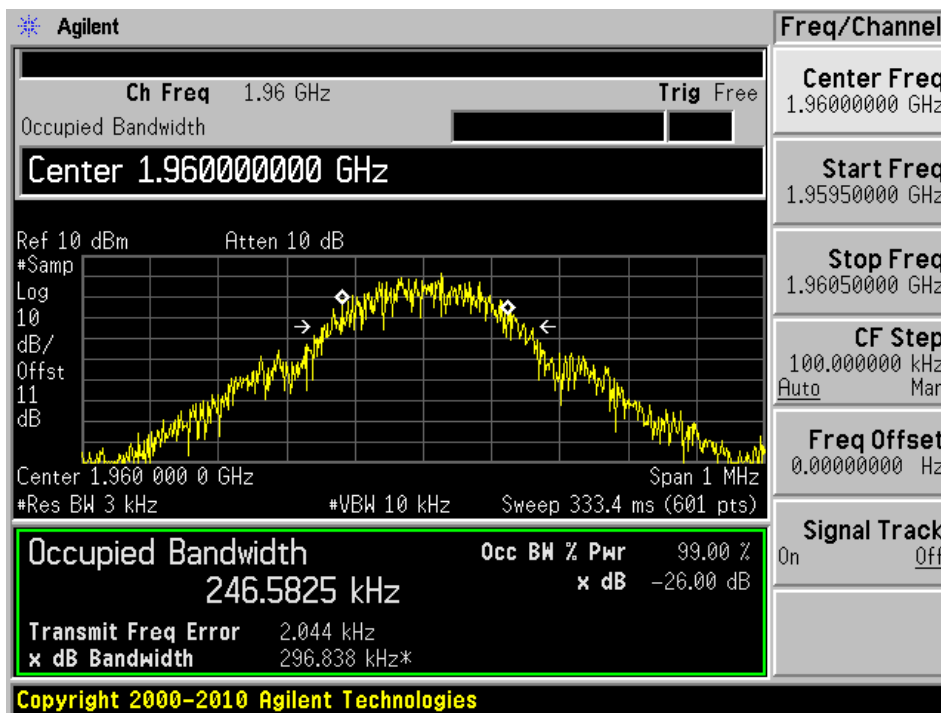 Agilent
Freq/Channel
Ch Freq 1.96 GHz Trig Free
Occupied Bandwidth
Center 1.960000000 GHz
Ref 10 dBm Atten 10 dB
#Samp
Log
10
dB/
Offst
11
dB
Center 1.960 000 0 GHz Span 1 MHz
#Res BW 3 kHz #VBW 10 kHz Sweep 333.4 ms (601 pts)
Occupied Bandwidth
246.5825 kHz
Occ BW % Pwr 99.00 %
x dB -26.00 dB
Transmit Freq Error 2.044 kHz
x dB Bandwidth 296.838 kHz*
Center Freq
1.96000000 GHz
Start Freq
1.95950000 GHz
Stop Freq
1.96050000 GHz
CF Step
100.000000 kHz
Auto Man
Freq Offset
0.00000000 Hz
Signal Track
On Off
Copyright 2000-2010 Agilent Technologies